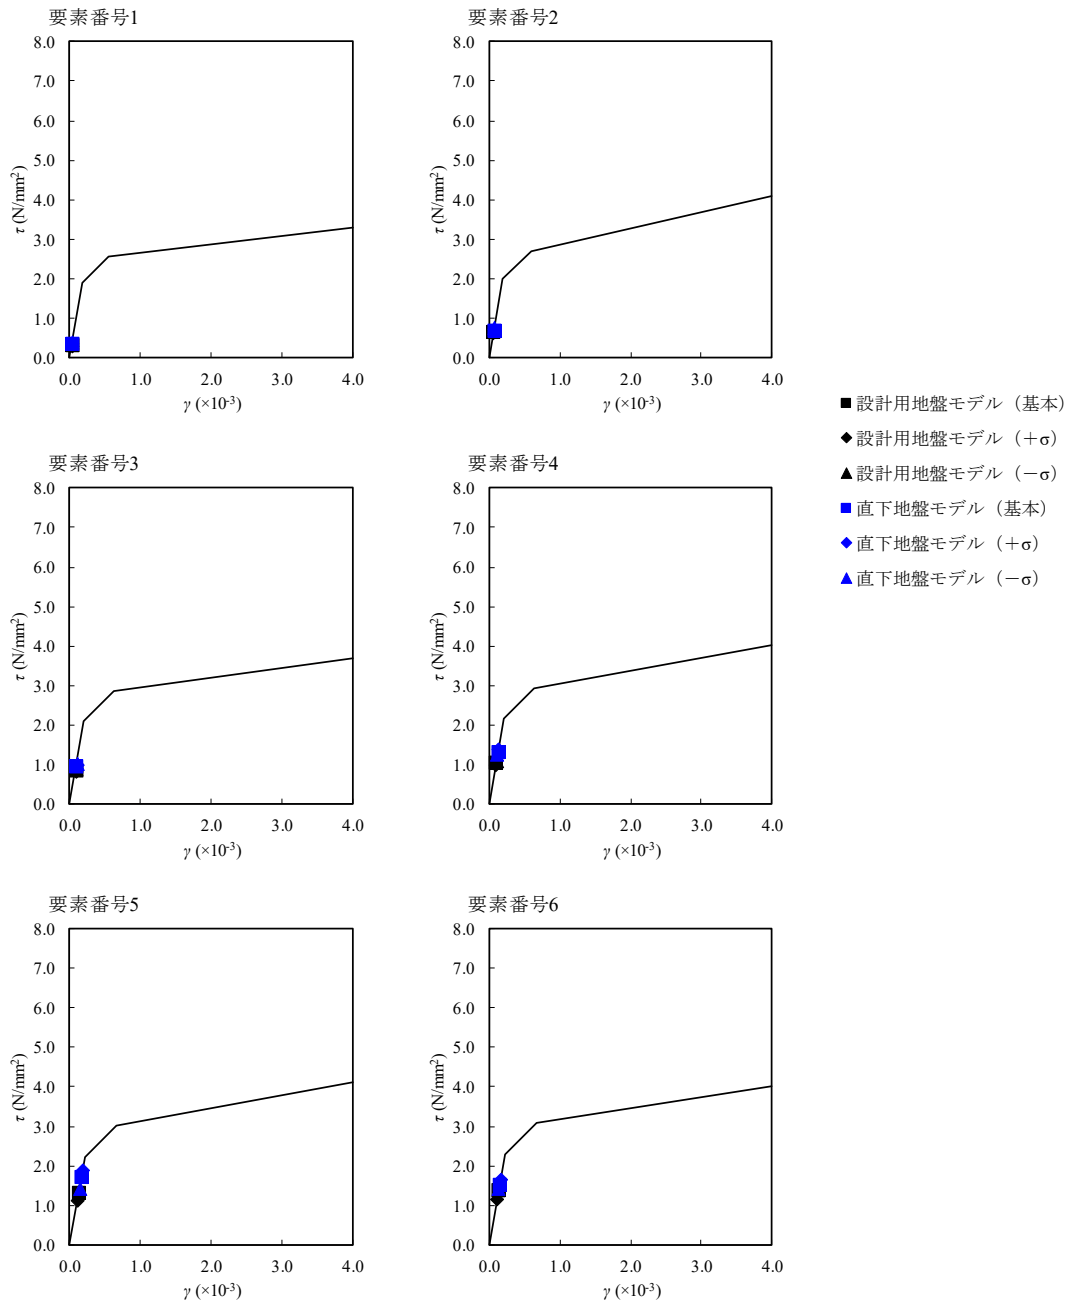 要素番号1
8.0
7.0
6.0
5.0
4.0
3.0
2.0
1.0
0.0
τ (N/mm²)
0.0 1.0 2.0 3.0 4.0
γ (×10⁻³)
要素番号2
8.0
7.0
6.0
5.0
4.0
3.0
2.0
1.0
0.0
τ (N/mm²)
0.0 1.0 2.0 3.0 4.0
γ (×10⁻³)
設計用地盤モデル（基本）
設計用地盤モデル（＋σ）
設計用地盤モデル（－σ）
直下地盤モデル（基本）
直下地盤モデル（＋σ）
直下地盤モデル（－σ）
要素番号3
8.0
7.0
6.0
5.0
4.0
3.0
2.0
1.0
0.0
τ (N/mm²)
0.0 1.0 2.0 3.0 4.0
γ (×10⁻³)
要素番号4
8.0
7.0
6.0
5.0
4.0
3.0
2.0
1.0
0.0
τ (N/mm²)
0.0 1.0 2.0 3.0 4.0
γ (×10⁻³)
要素番号5
8.0
7.0
6.0
5.0
4.0
3.0
2.0
1.0
0.0
τ (N/mm²)
0.0 1.0 2.0 3.0 4.0
γ (×10⁻³)
要素番号6
8.0
7.0
6.0
5.0
4.0
3.0
2.0
1.0
0.0
τ (N/mm²)
0.0 1.0 2.0 3.0 4.0
γ (×10⁻³)